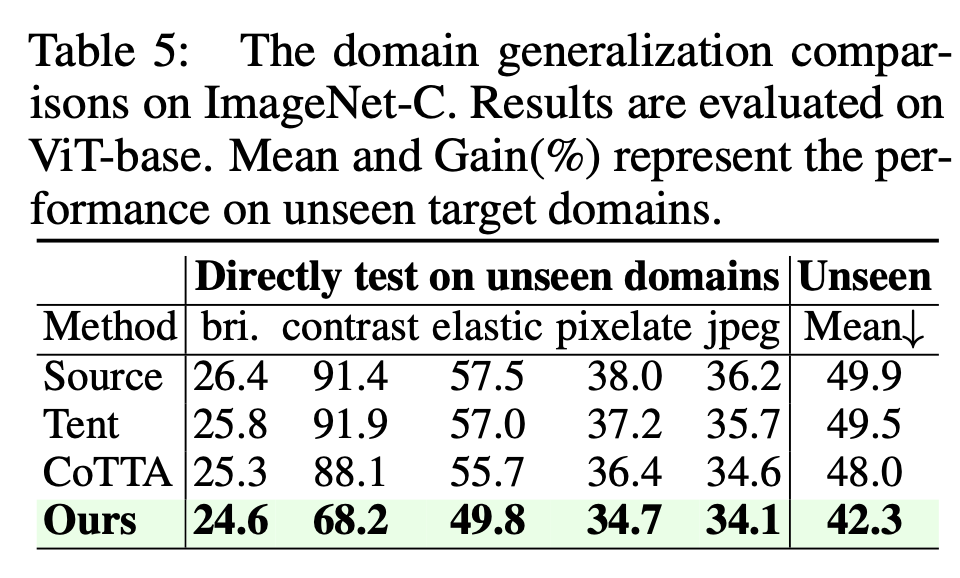 Table 5: The domain generalization compar-
isons on ImageNet-C. Results are evaluated on
ViT-base. Mean and Gain(%) represent the per-
formance on unseen target domains.
Directly test on unseen domains Unseen
Method bri. contrast elastic pixelate jpeg Mean↓
Source 26.4 91.4 57.5 38.0 36.2 49.9
Tent 25.8 91.9 57.0 37.2 35.7 49.5
CoTTA 25.3 88.1 55.7 36.4 34.6 48.0
Ours 24.6 68.2 49.8 34.7 34.1 42.3